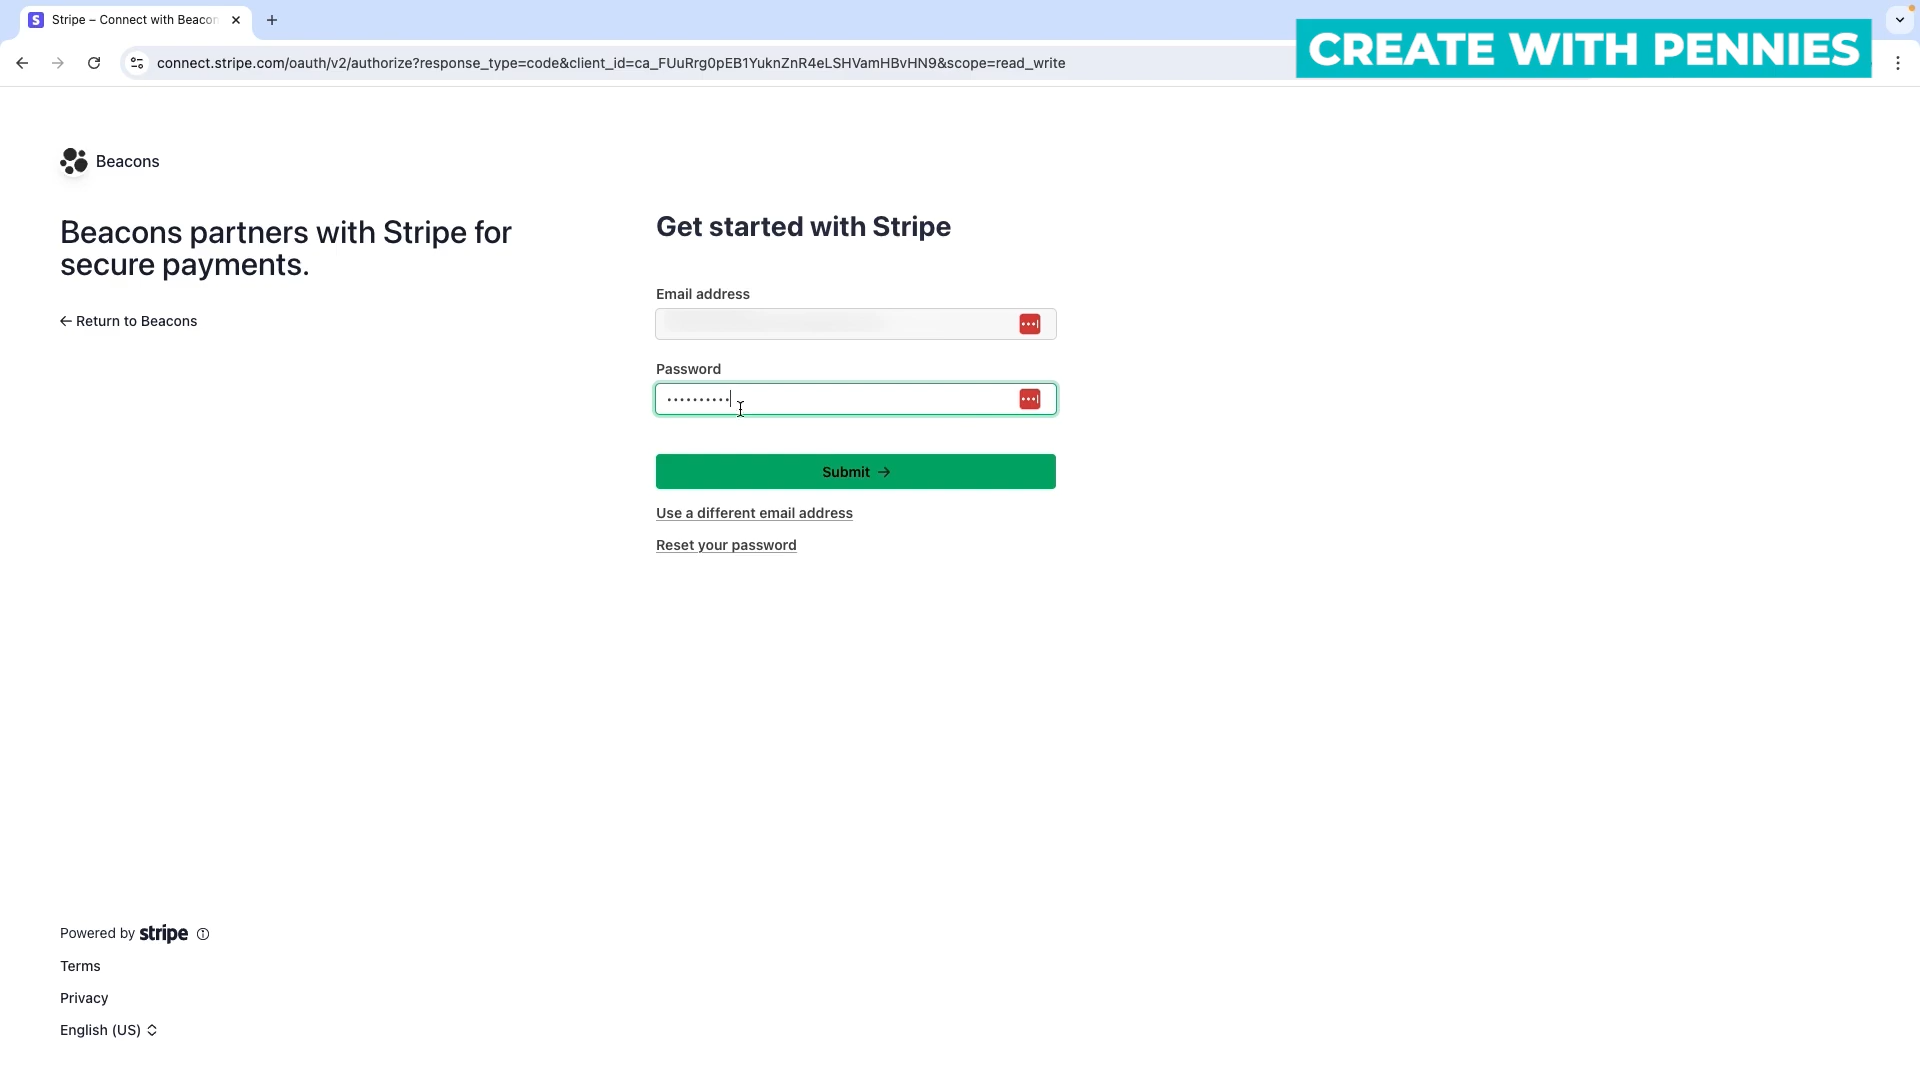 Stripe – Connect with Beacon
CREATE WITH PENNIES
connect.stripe.com/oauth/v2/authorize?response_type=code&client_id=ca_FUuRrg0pEB1YuknZnR4eLSHVamHBvHN9&scope=read_write
Beacons
Beacons partners with Stripe for
secure payments.
← Return to Beacons
Get started with Stripe
Email address
Password
••••••••••
Submit →
Use a different email address
Reset your password
Powered by stripe
Terms
Privacy
English (US)